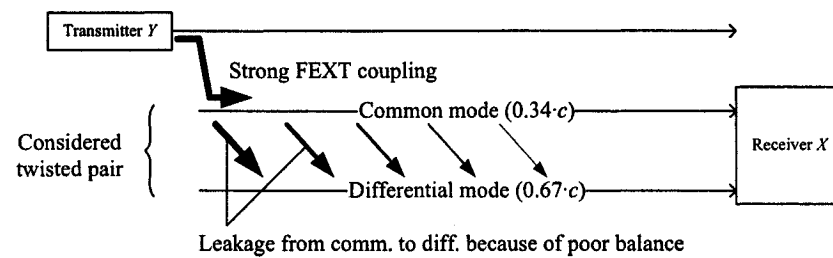 Transmitter Y
Strong FEXT coupling
Common mode (0.34·c)
Considered
twisted pair
Receiver X
Differential mode (0.67·c)
Leakage from comm. to diff. because of poor balance